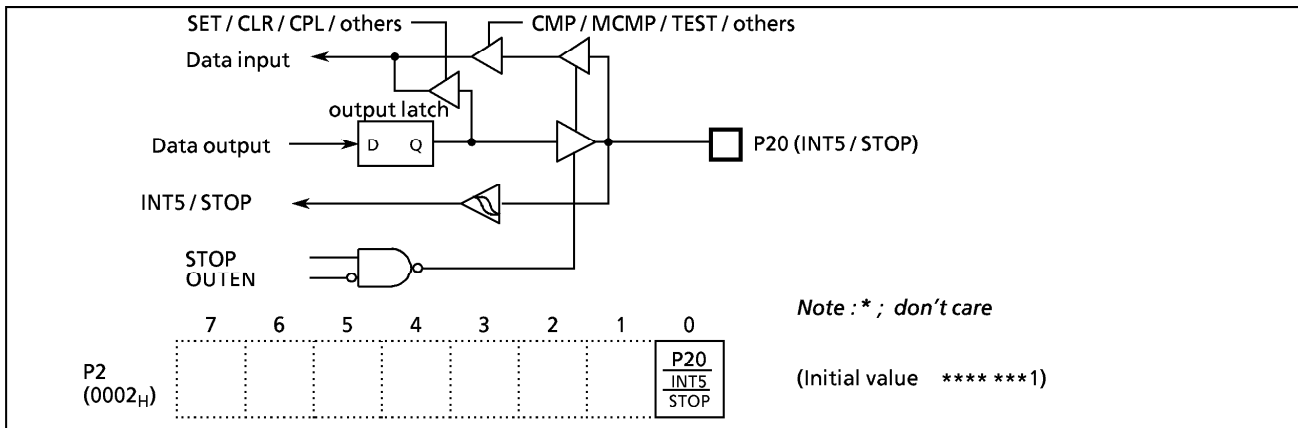 SET / CLR / CPL / others
CMP / MCMP / TEST / others
Data input
output latch
Data output
D Q
P20 (INT5 / STOP)
INT5 / STOP
STOP
OUTEN
Note : * ; don't care
7 6 5 4 3 2 1 0
P2
(0002H)
P20
INT5
STOP
(Initial value **** ***1)